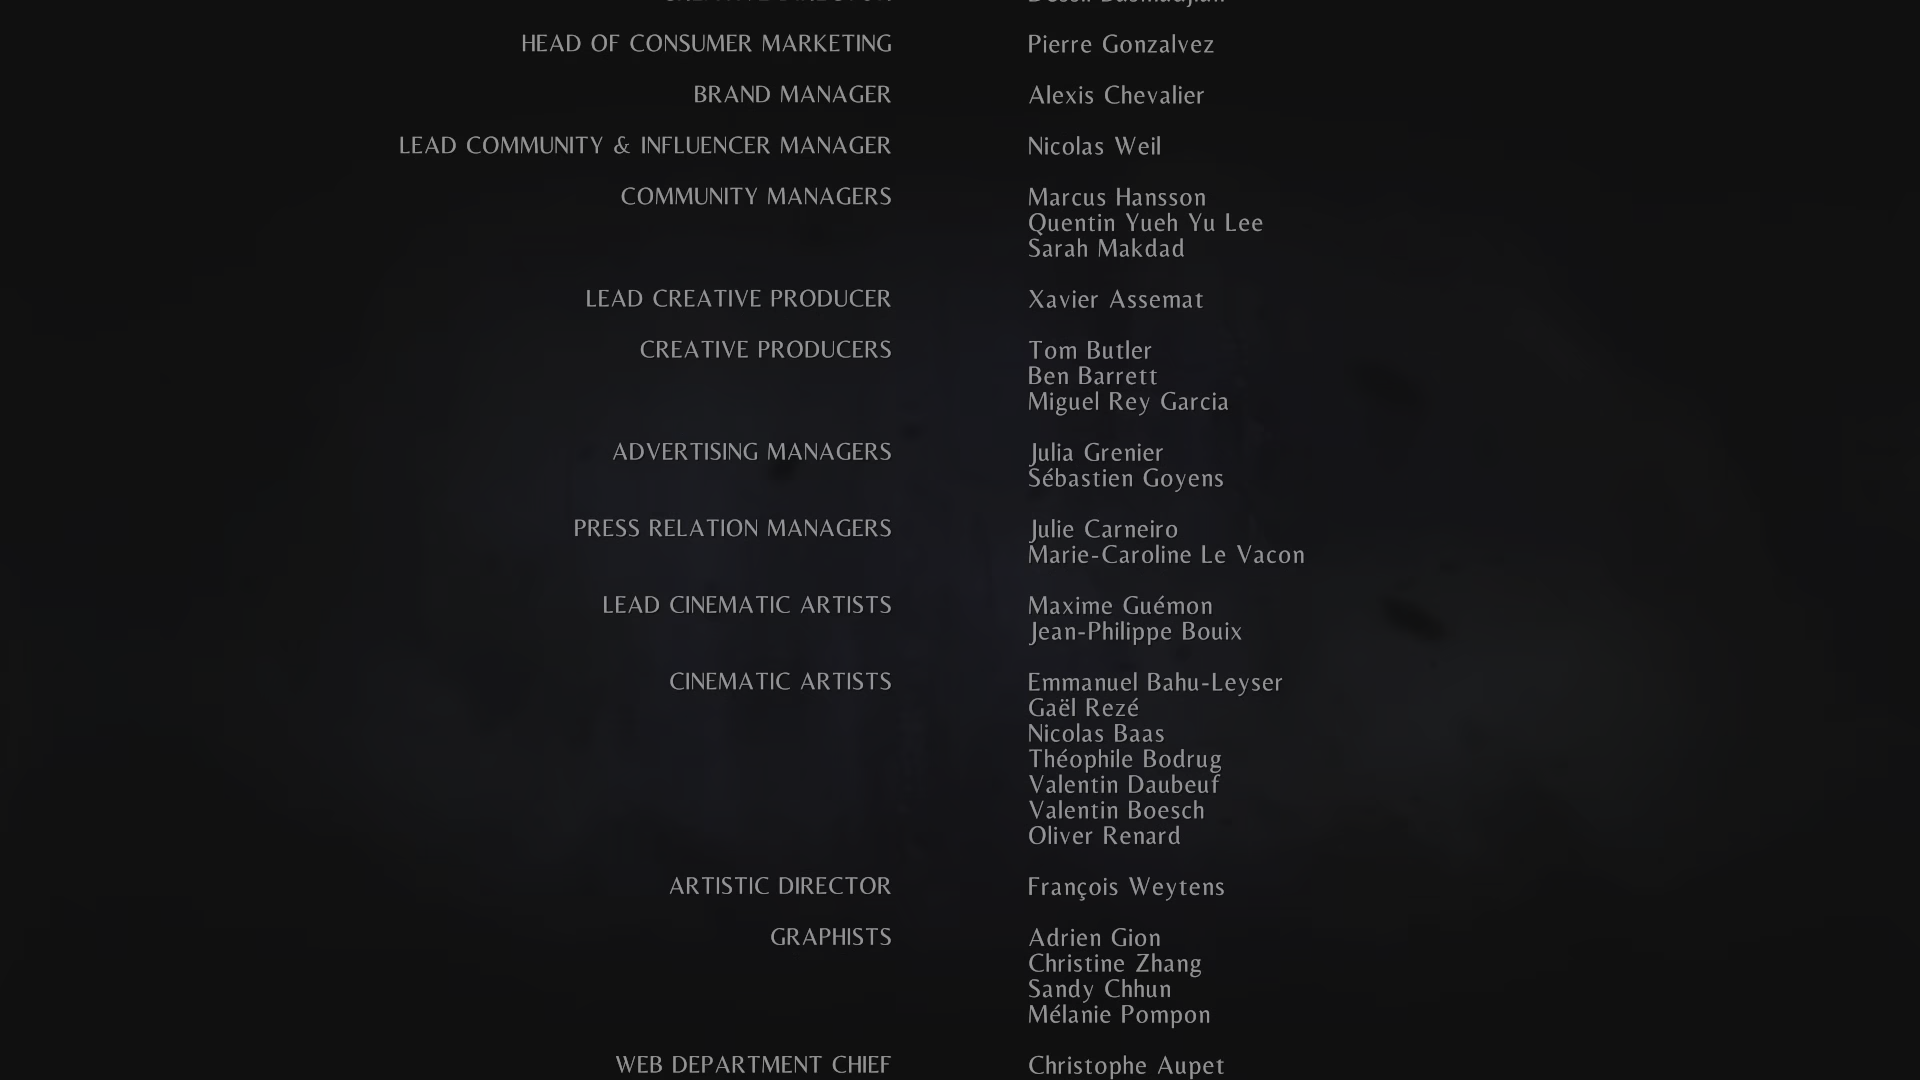 HEAD OF CONSUMER MARKETING Pierre Gonzalvez
BRAND MANAGER Alexis Chevalier
LEAD COMMUNITY & INFLUENCER MANAGER Nicolas Weil
COMMUNITY MANAGERS Marcus Hansson
Quentin Yueh Yu Lee
Sarah Makdad
LEAD CREATIVE PRODUCER Xavier Assemat
CREATIVE PRODUCERS Tom Butler
Ben Barrett
Miguel Rey Garcia
ADVERTISING MANAGERS Julia Grenier
Sébastien Goyens
PRESS RELATION MANAGERS Julie Carneiro
Marie-Caroline Le Vacon
LEAD CINEMATIC ARTISTS Maxime Guémon
Jean-Philippe Bouix
CINEMATIC ARTISTS Emmanuel Bahu-Leyser
Gaël Rezé
Nicolas Baas
Théophile Bodrug
Valentin Daubeuf
Valentin Boesch
Oliver Renard
ARTISTIC DIRECTOR François Weytens
GRAPHISTS Adrien Gion
Christine Zhang
Sandy Chhun
Mélanie Pompon
WEB DEPARTMENT CHIEF Christophe Aupet